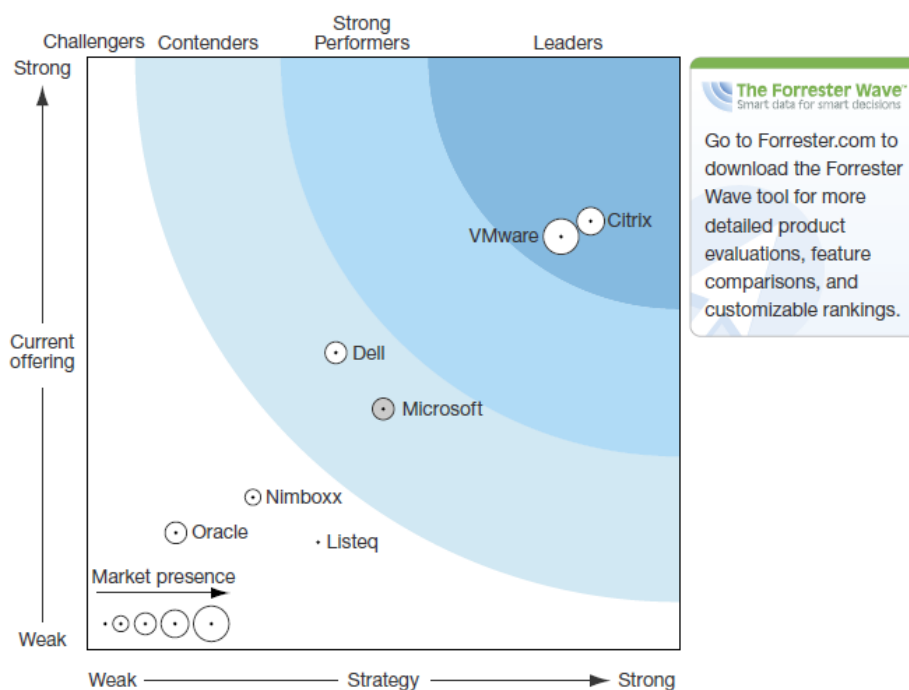 Strong
Performers
Challengers
Contenders
Leaders
Strong
The Forrester Wave™
Smart data for smart decisions
Go to Forrester.com to
download the Forrester
Wave tool for more
detailed product
evaluations, feature
comparisons, and
customizable rankings.
Citrix
VMware
Current
offering
Dell
Microsoft
Nimboxx
Oracle
Listeq
Market presence
Weak
Weak
Strategy
Strong